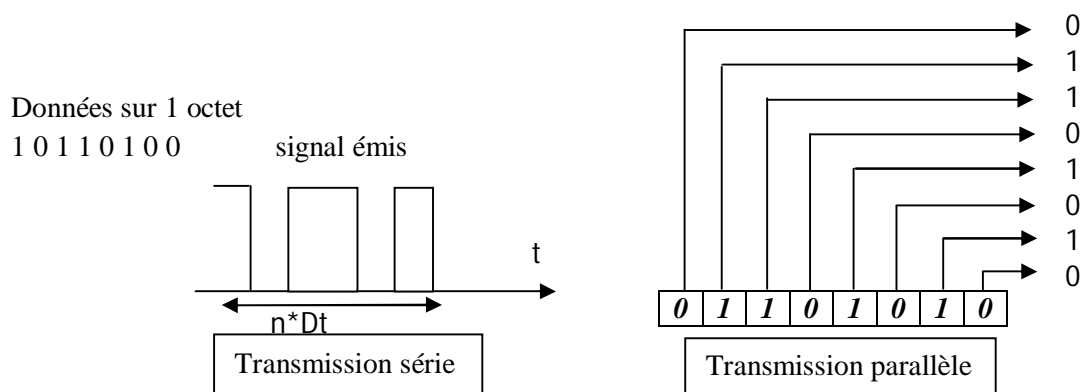 Données sur 1 octet
1 0 1 1 0 1 0 0
signal émis
t
n*Dt
Transmission série
0
1
1
0
1
0
1
0
0 1 1 0 1 0 1 0
Transmission parallèle